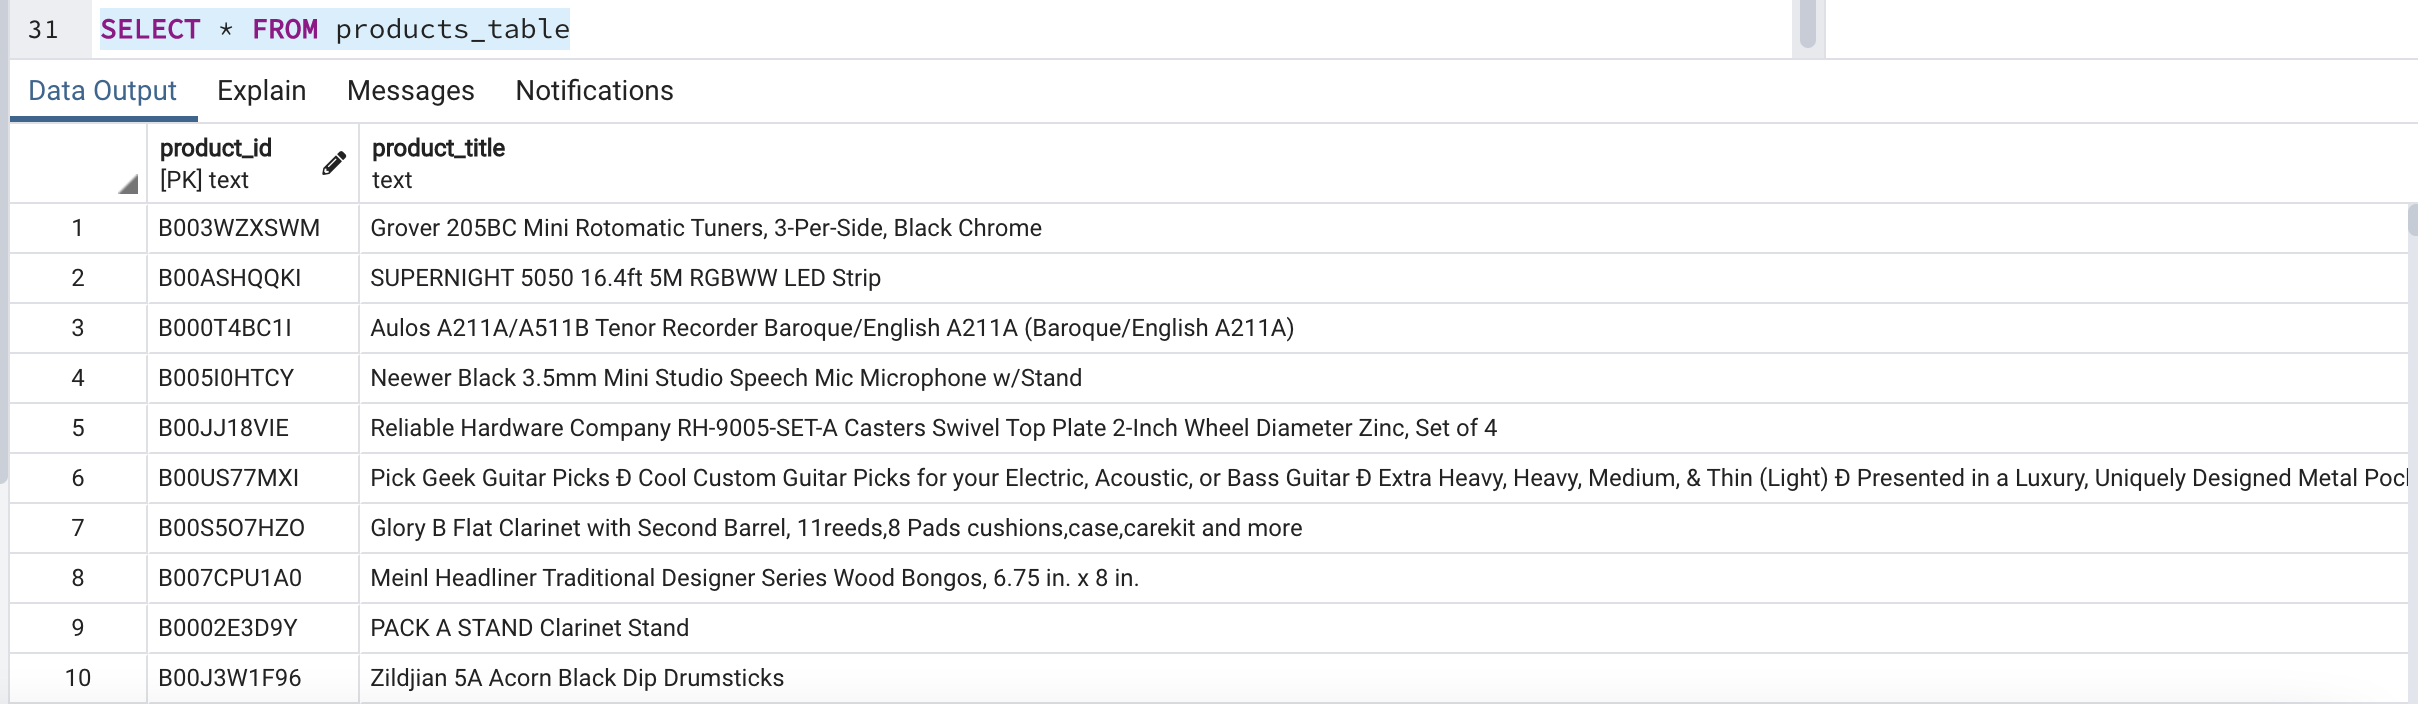 31 SELECT * FROM products_table
Data Output Explain Messages Notifications
product_id product_title
[PK] text text
1 B003WZXSWM Grover 205BC Mini Rotomatic Tuners, 3-Per-Side, Black Chrome
2 B00ASHQQKI SUPERNIGHT 5050 16.4ft 5M RGBWW LED Strip
3 B000T4BC1I Aulos A211A/A511B Tenor Recorder Baroque/English A211A (Baroque/English A211A)
4 B005I0HTCY Neewer Black 3.5mm Mini Studio Speech Mic Microphone w/Stand
5 B00JJ18VIE Reliable Hardware Company RH-9005-SET-A Casters Swivel Top Plate 2-Inch Wheel Diameter Zinc, Set of 4
6 B00US77MXI Pick Geek Guitar Picks Ð Cool Custom Guitar Picks for your Electric, Acoustic, or Bass Guitar Ð Extra Heavy, Heavy, Medium, & Thin (Light) Ð Presented in a Luxury, Uniquely Designed Metal
7 B00S5O7HZO Glory B Flat Clarinet with Second Barrel, 11reeds,8 Pads cushions,case,carekit and more
8 B007CPU1A0 Meinl Headliner Traditional Designer Series Wood Bongos, 6.75 in. x 8 in.
9 B0002E3D9Y PACK A STAND Clarinet Stand
10 B00J3W1F96 Zildjian 5A Acorn Black Dip Drumsticks